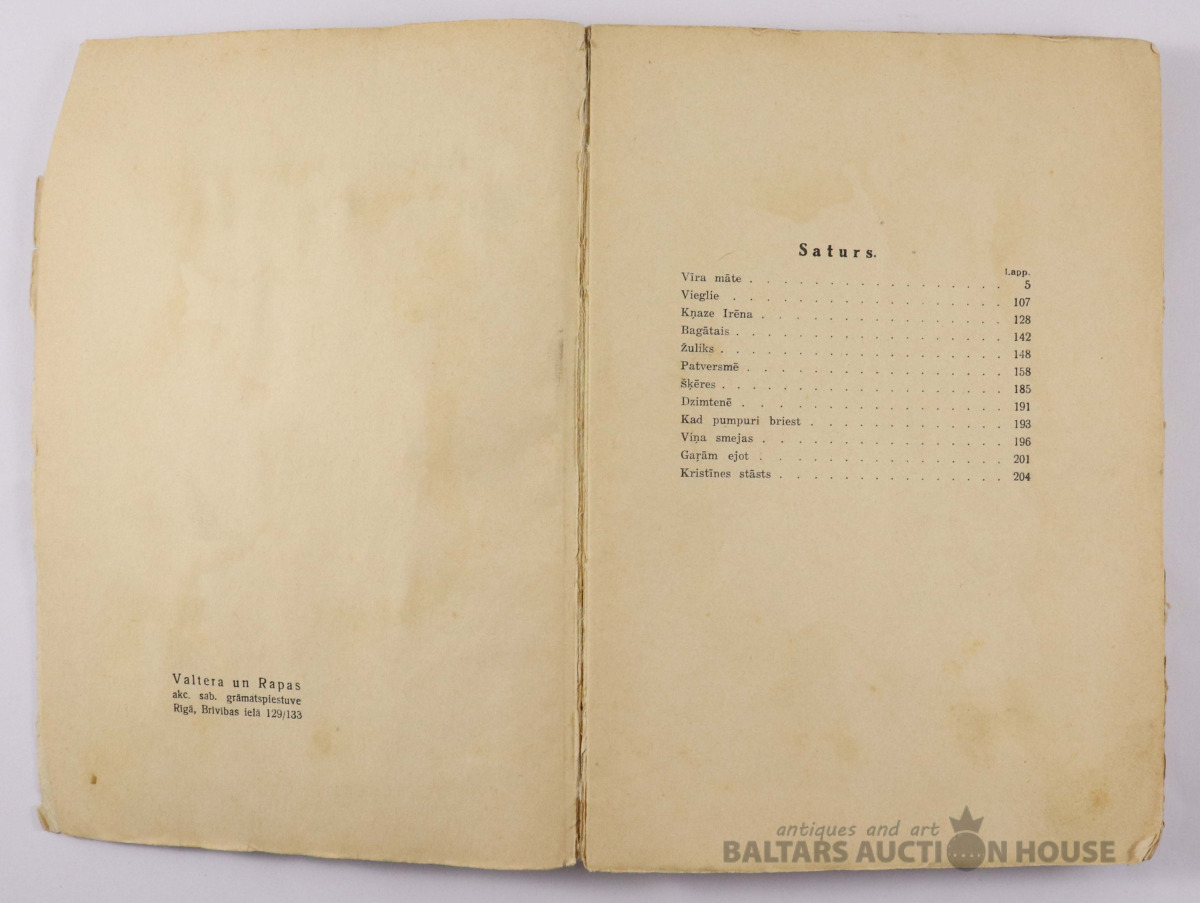 Valtera un Rapas
akc. sab. grāmatspiestuve
Rīgā, Brīvības ielā 129/133
Saturs.
Lapp.
Vīra māte . . . . . . . . . . . . . . . . 5
Vieglie . . . . . . . . . . . . . . . . . 107
Kņaze Irēna . . . . . . . . . . . . . . . 128
Bagātais . . . . . . . . . . . . . . . . . 142
Žuliks . . . . . . . . . . . . . . . . . . 148
Patversmē . . . . . . . . . . . . . . . . 158
Šķēres . . . . . . . . . . . . . . . . . . 185
Dzimtenē . . . . . . . . . . . . . . . . . 191
Kad pumpuri briest . . . . . . . . . . . . 193
Viņa smejas . . . . . . . . . . . . . . . 196
Gaŗām ejot . . . . . . . . . . . . . . . . 201
Kristīnes stāsts . . . . . . . . . . . . . . 204
antiques and art
BALTARS AUCTION HOUSE